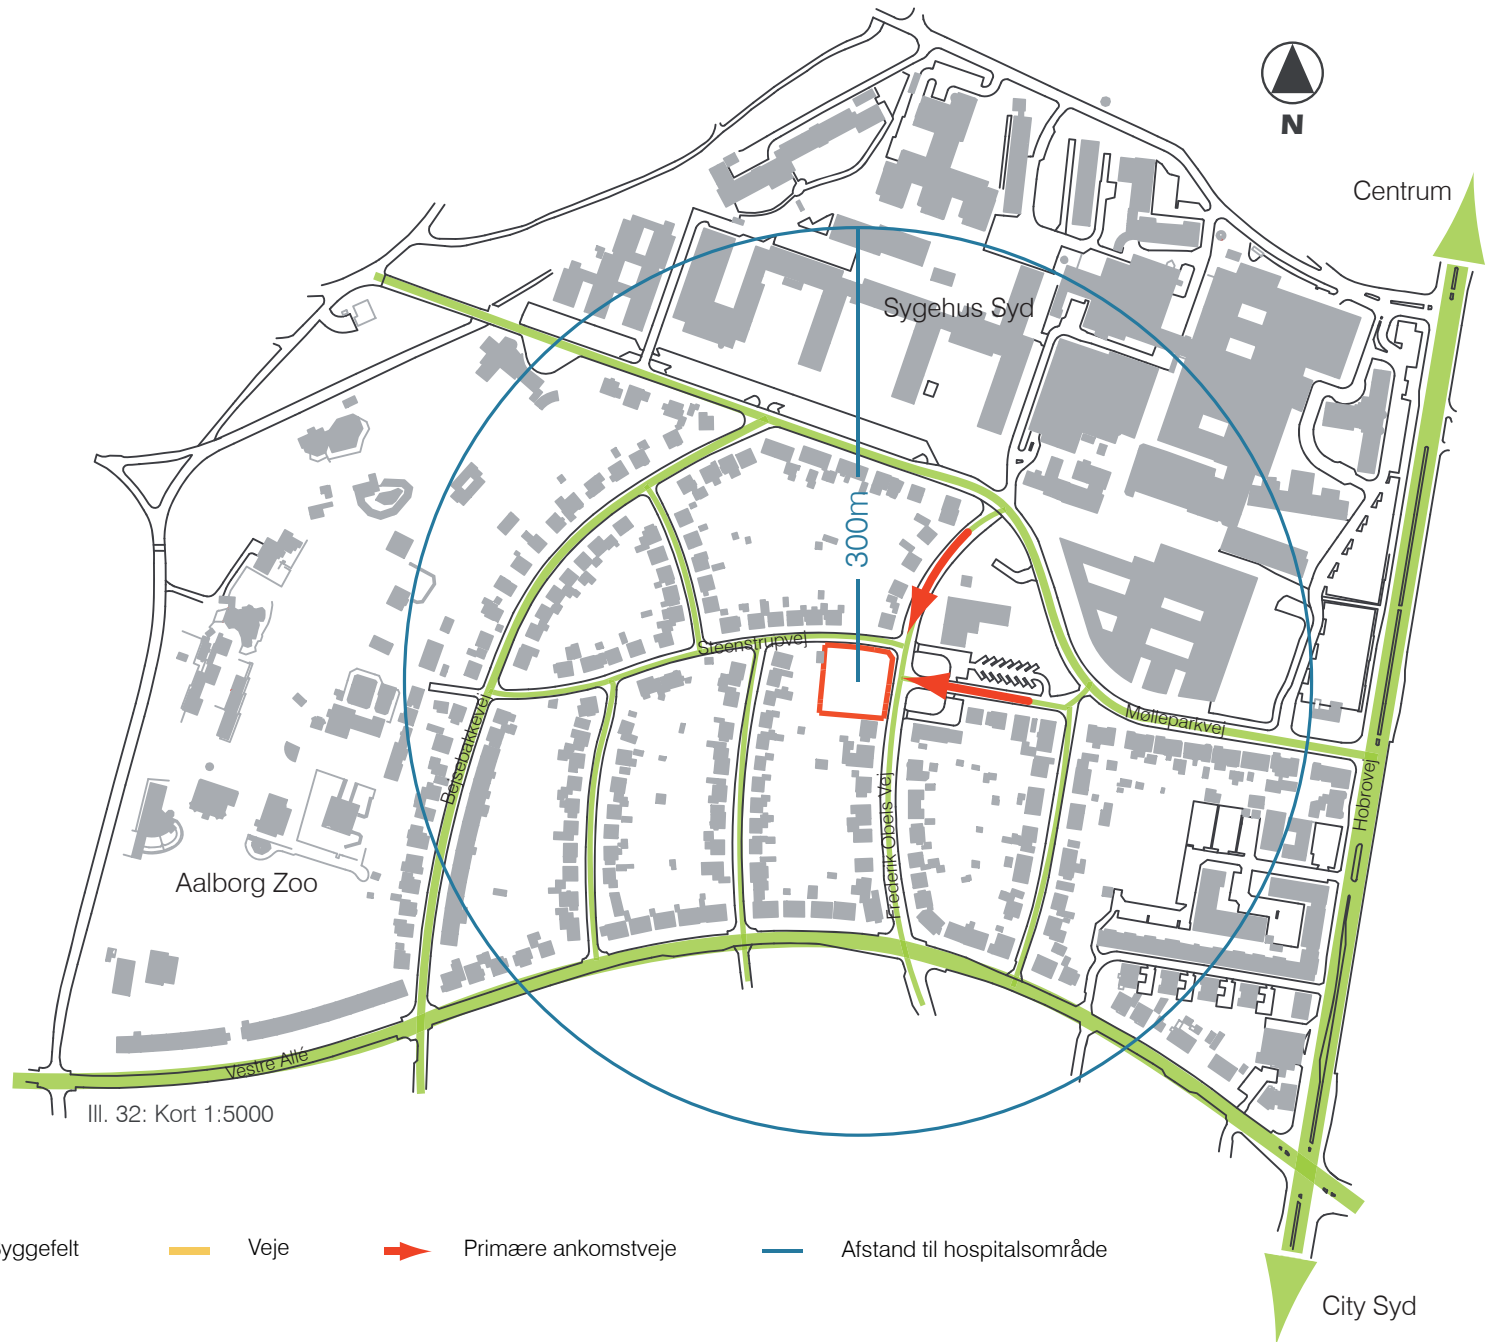 N
Centrum
Sygehus Syd
300m
Steenstrupvej
Bejsebakkevej
Mølleparkvej
Hobrovej
Frederik Obels Vej
Aalborg Zoo
Vestre Allé
Ill. 32: Kort 1:5000
yggefelt
Veje
Primære ankomstveje
Afstand til hospitalsområde
City Syd